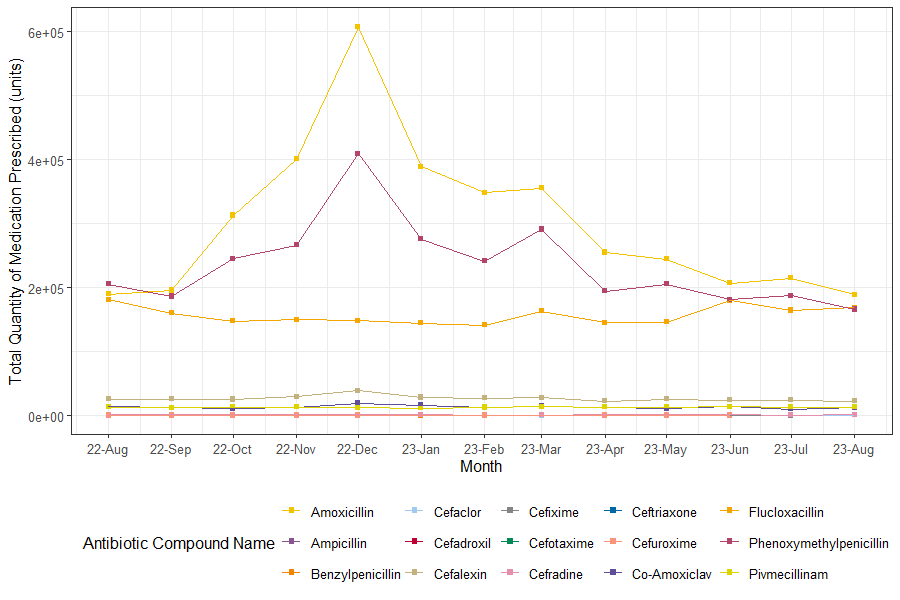 Total Quantity of Medication Prescribed (units)
6e+05
4e+05
2e+05
0e+00
22-Aug 22-Sep 22-Oct 22-Nov 22-Dec 23-Jan 23-Feb 23-Mar 23-Apr 23-May 23-Jun 23-Jul 23-Aug
Month
Antibiotic Compound Name
Amoxicillin Cefaclor Cefixime Ceftriaxone Flucloxacillin
Ampicillin Cefadroxil Cefotaxime Cefuroxime Phenoxymethylpenicillin
Benzylpenicillin Cefalexin Cefradine Co-Amoxiclav Pivmecillinam